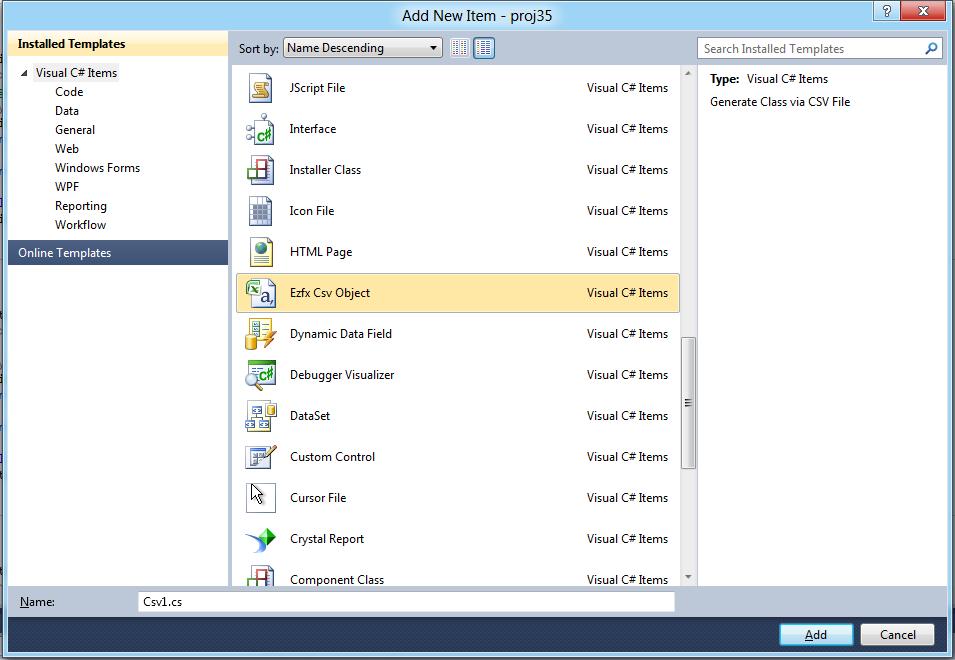 Add New Item - proj35
?
Installed Templates
Visual C# Items
Code
Data
General
Web
Windows Forms
WPF
Reporting
Workflow
Online Templates
Sort by: Name Descending
JScript File Visual C# Items
Interface Visual C# Items
Installer Class Visual C# Items
Icon File Visual C# Items
HTML Page Visual C# Items
Ezfx Csv Object Visual C# Items
Dynamic Data Field Visual C# Items
Debugger Visualizer Visual C# Items
DataSet Visual C# Items
Custom Control Visual C# Items
Cursor File Visual C# Items
Crystal Report Visual C# Items
Component Class Visual C# Items
Search Installed Templates
Type: Visual C# Items
Generate Class via CSV File
Name: Csv1.cs
Add Cancel